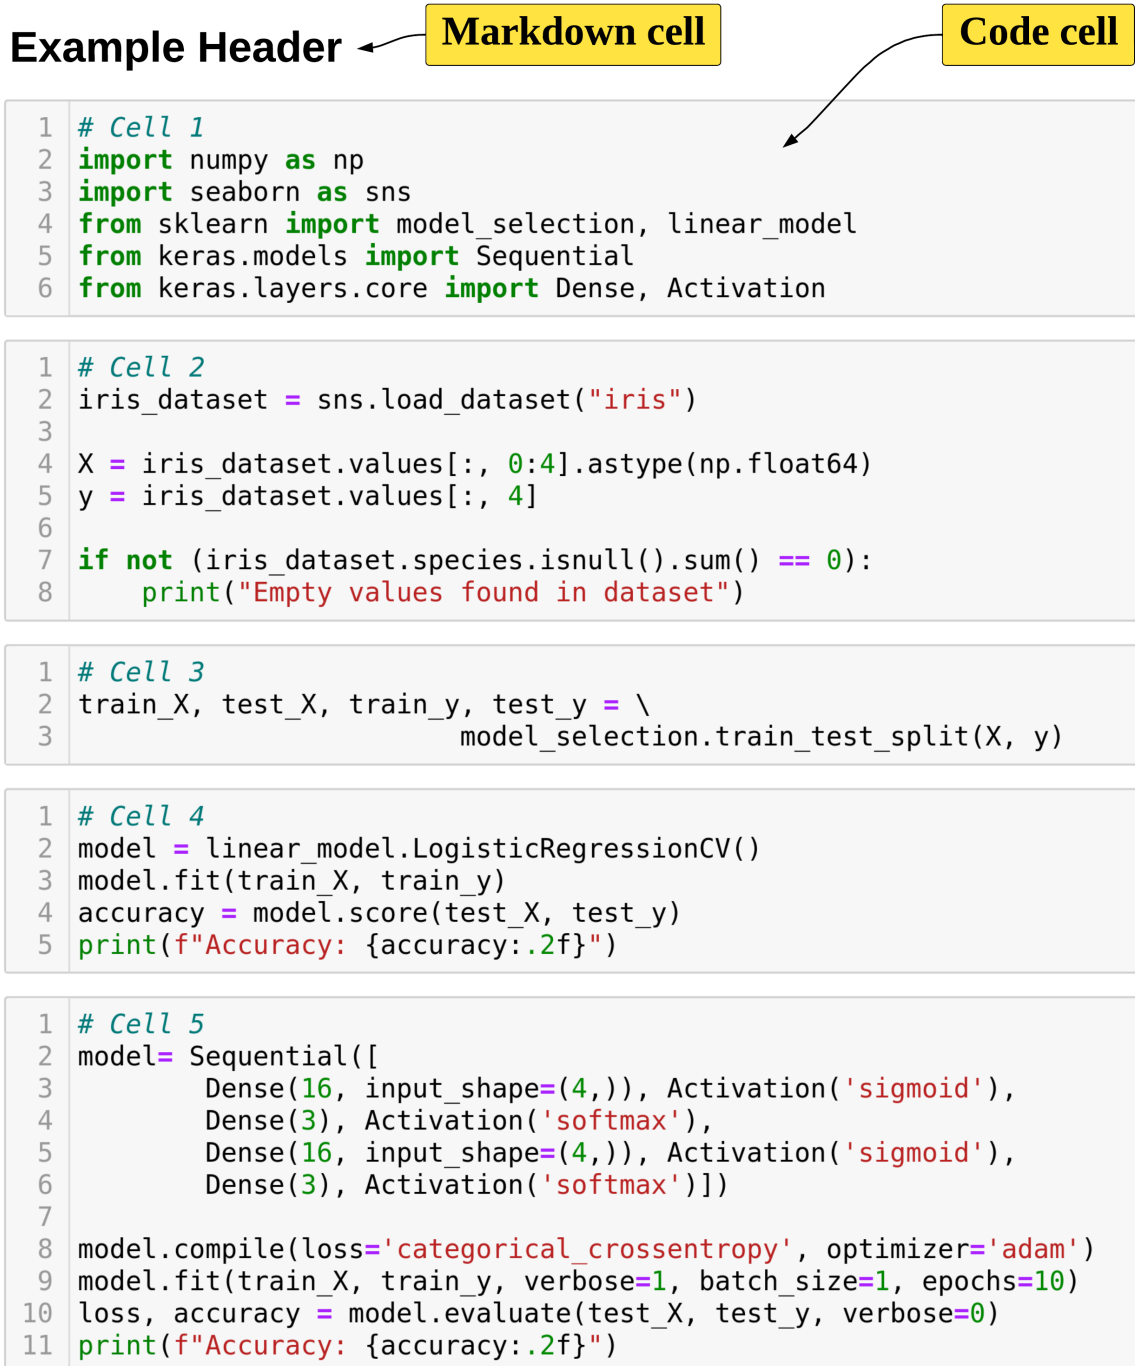 Example Header
Markdown cell
Code cell
1 # Cell 1
2 import numpy as np
3 import seaborn as sns
4 from sklearn import model_selection, linear_model
5 from keras.models import Sequential
6 from keras.layers.core import Dense, Activation
1 # Cell 2
2 iris_dataset = sns.load_dataset("iris")
3
4 X = iris_dataset.values[:, 0:4].astype(np.float64)
5 y = iris_dataset.values[:, 4]
6
7 if not (iris_dataset.species.isnull().sum() == 0):
8     print("Empty values found in dataset")
1 # Cell 3
2 train_X, test_X, train_y, test_y = \
3                         model_selection.train_test_split(X, y)
1 # Cell 4
2 model = linear_model.LogisticRegressionCV()
3 model.fit(train_X, train_y)
4 accuracy = model.score(test_X, test_y)
5 print(f"Accuracy: {accuracy:.2f}")
1 # Cell 5
2 model= Sequential([
3         Dense(16, input_shape=(4,)), Activation('sigmoid'),
4         Dense(3), Activation('softmax'),
5         Dense(16, input_shape=(4,)), Activation('sigmoid'),
6         Dense(3), Activation('softmax')])
7
8 model.compile(loss='categorical_crossentropy', optimizer='adam')
9 model.fit(train_X, train_y, verbose=1, batch_size=1, epochs=10)
10 loss, accuracy = model.evaluate(test_X, test_y, verbose=0)
11 print(f"Accuracy: {accuracy:.2f}")